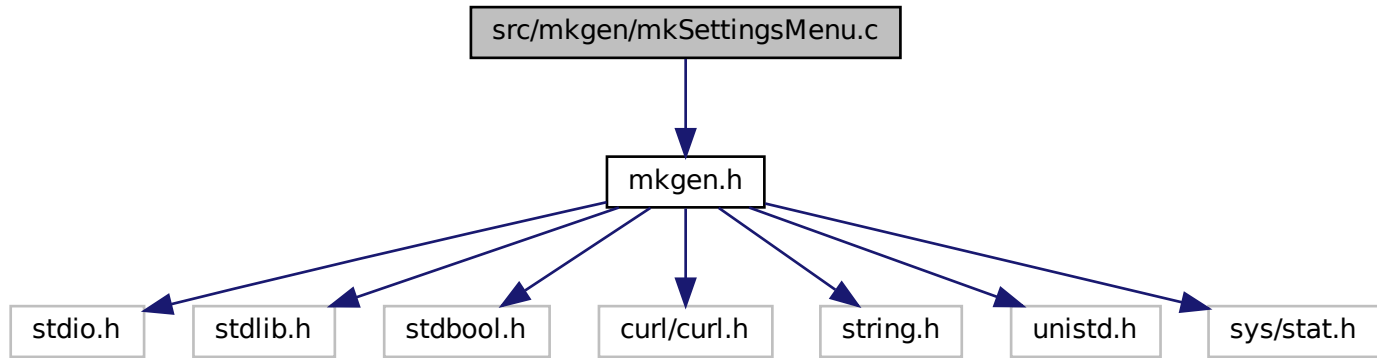 src/mkgen/mkSettingsMenu.c
mkgen.h
stdio.h
stdlib.h
stdbool.h
curl/curl.h
string.h
unistd.h
sys/stat.h